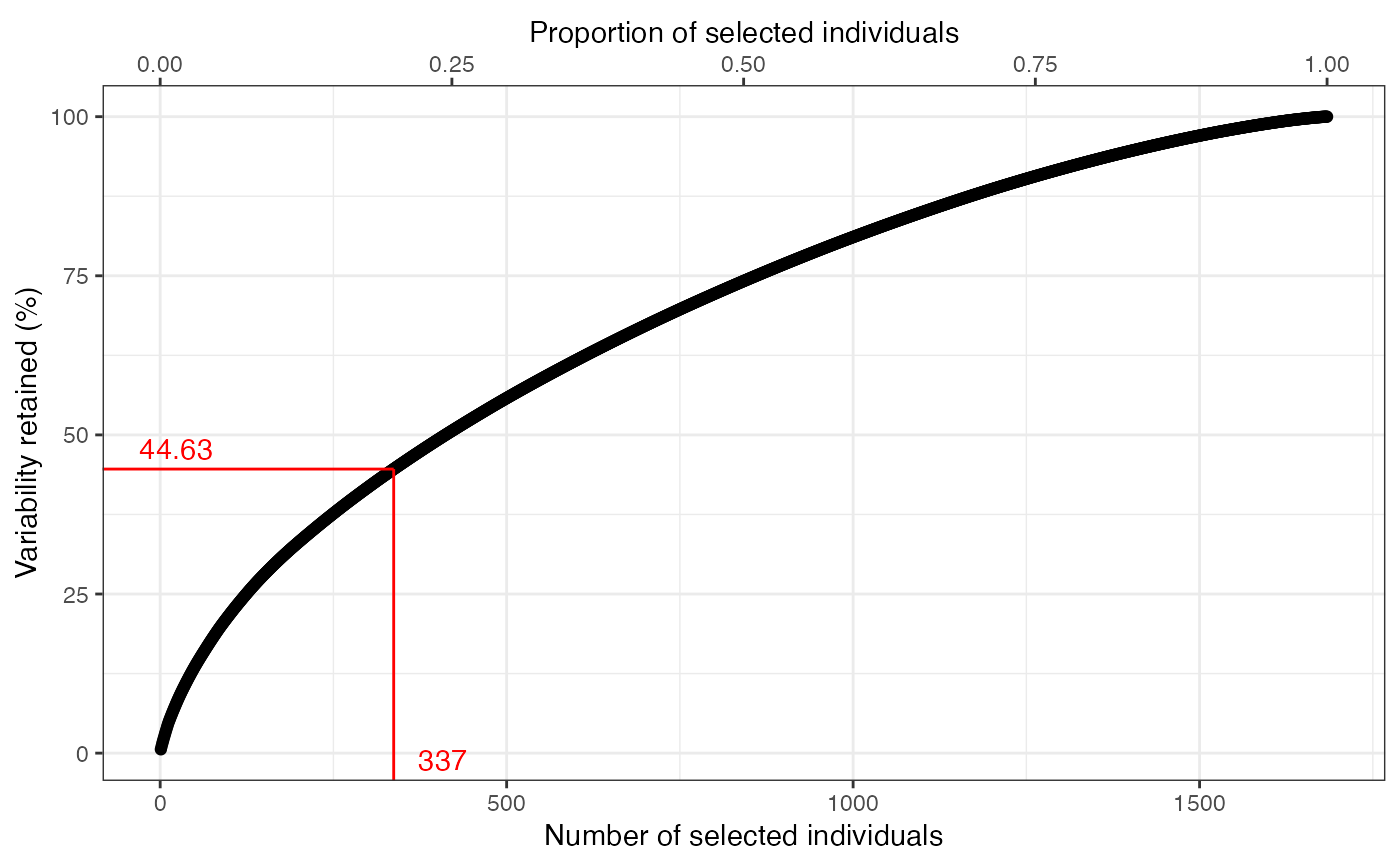 Proportion of selected individuals
0.00 0.25 0.50 0.75 1.00
Variability retained (%)
100
75
50
44.63
25
0
337
0 500 1000 1500
Number of selected individuals